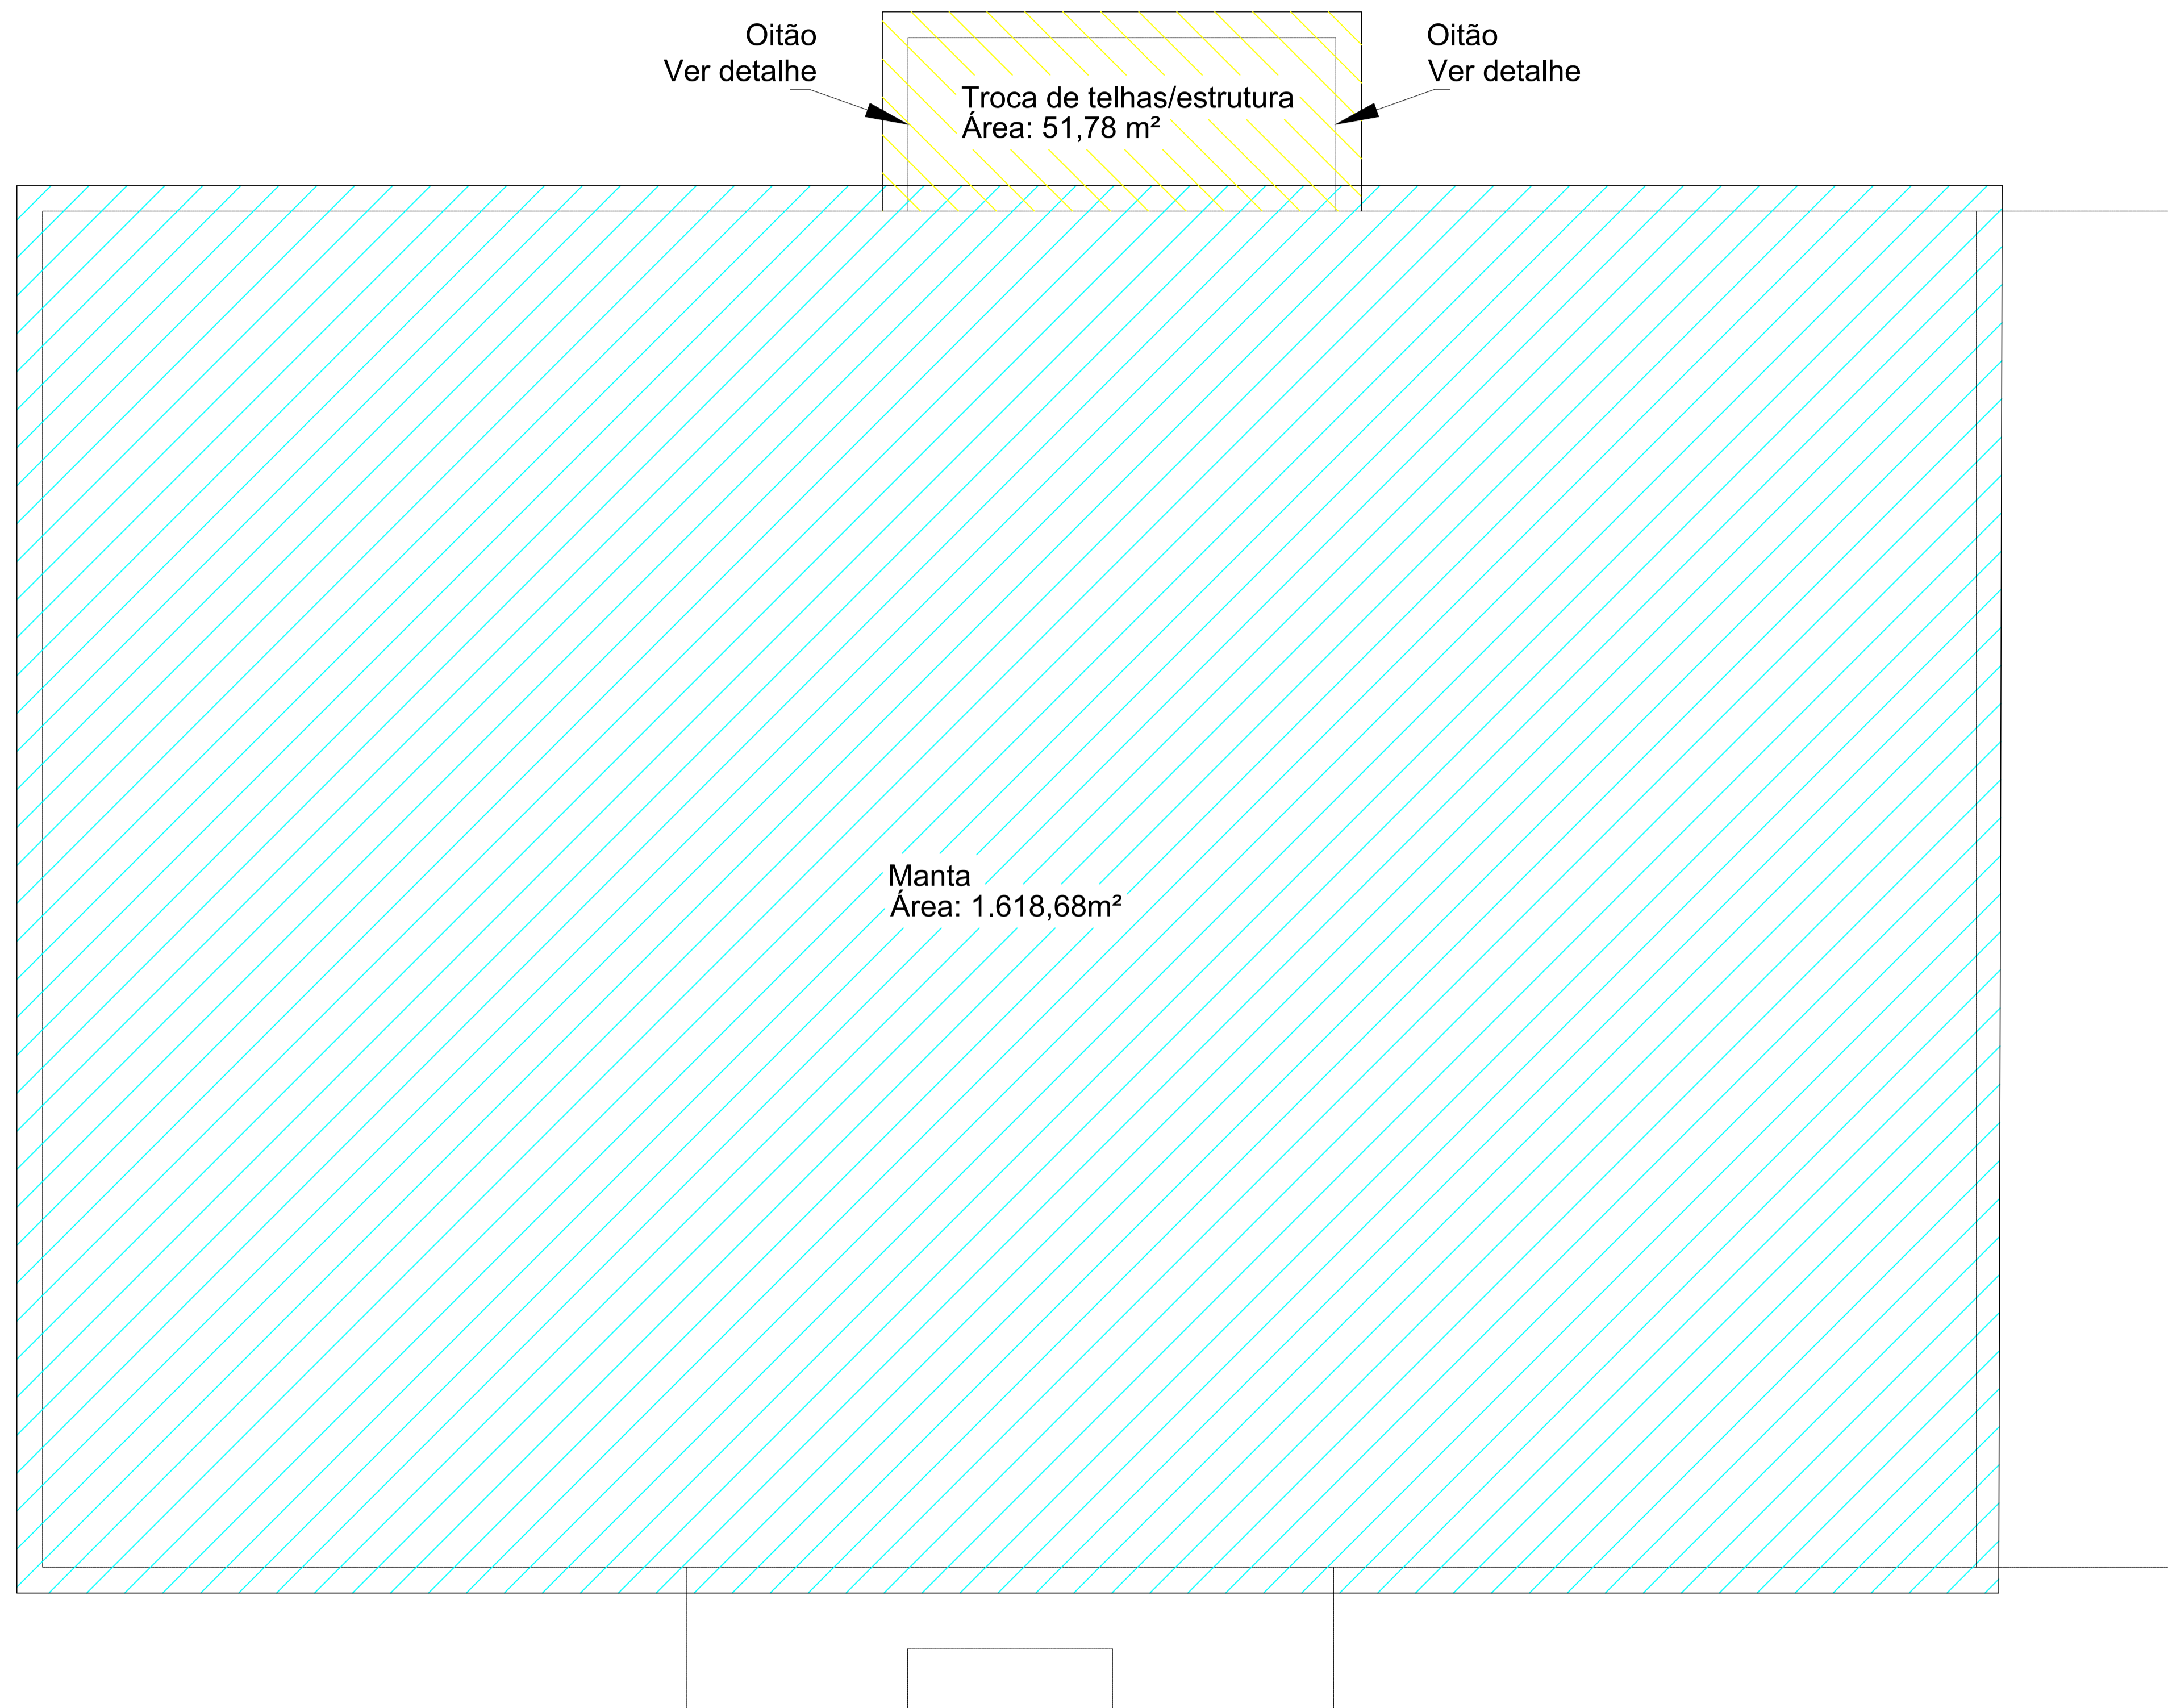 Oitão
Ver detalhe
Oitão
Ver detalhe
Troca de telhas/estrutura
Área: 51,78 m²
Manta
Área: 1.618,68m²